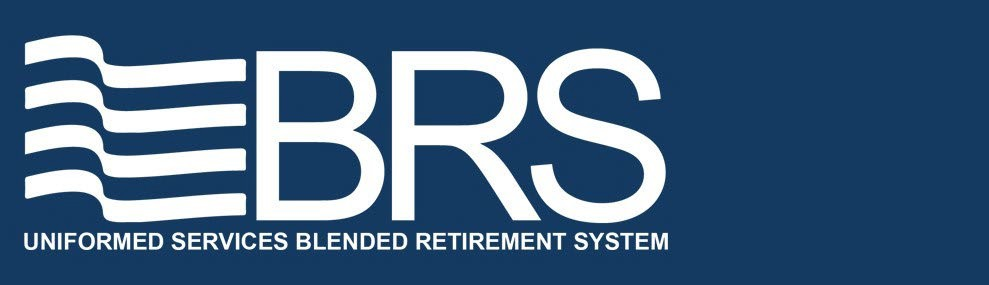 BRS
UNIFORMED SERVICES BLENDED RETIREMENT SYSTEM